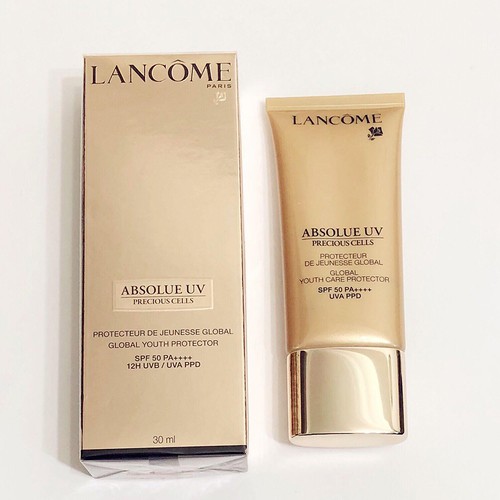 LANCÔME
PARIS
ABSOLUE UV
PRECIOUS CELLS
PROTECTEUR DE JEUNESSE GLOBAL
GLOBAL YOUTH PROTECTOR
SPF 50 PA++++
12H UVB / UVA PPD
30 ml
LANCÔME
ABSOLUE UV
PRECIOUS CELLS
PROTECTEUR
DE JEUNESSE GLOBAL
GLOBAL
YOUTH CARE PROTECTOR
SPF 50 PA++++
UVA PPD